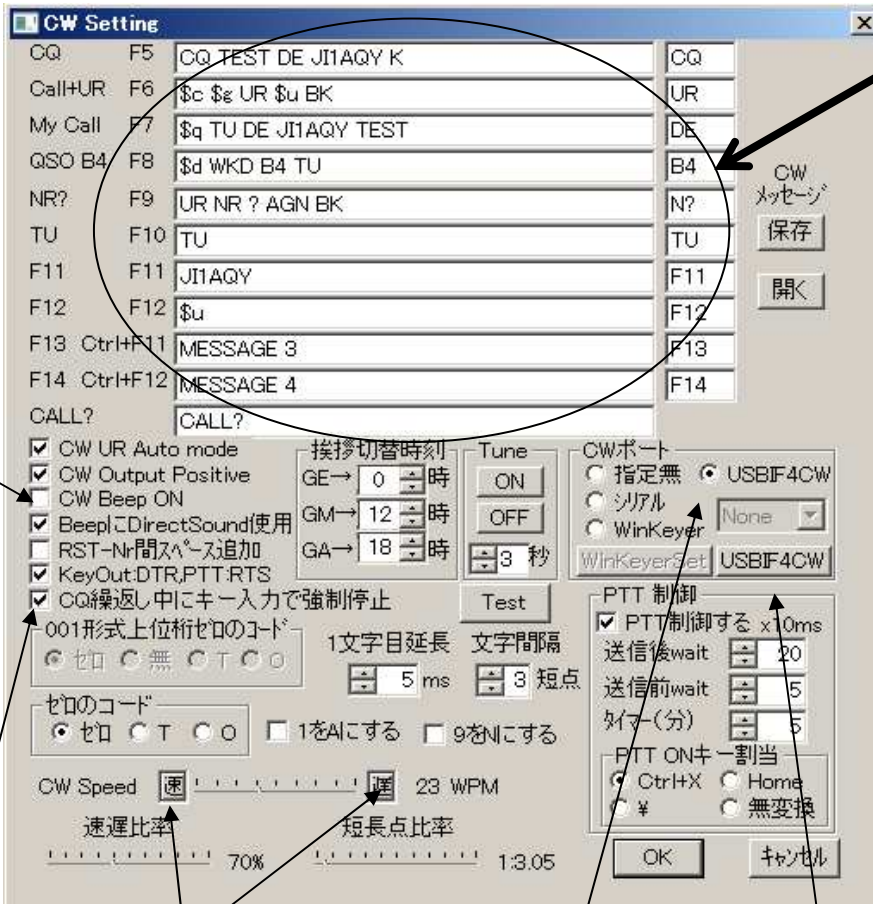 CW Setting
CQ F5 CQ TEST DE JI1AQY K CQ
Call+UR F6 $c $g UR $u BK UR
My Call F7 $q TU DE JI1AQY TEST DE
QSO B4 F8 $d WKD B4 TU B4
NR? F9 UR NR ? AGN BK N?
TU F10 TU TU
F11 F11 JI1AQY F11
F12 F12 $u F12
F13 Ctrl+F11 MESSAGE 3 F13
F14 Ctrl+F12 MESSAGE 4 F14
CALL? CALL?
CW
メッセージ
保存
開く
CW UR Auto mode
CW Output Positive
CW Beep ON
BeepにDirectSound使用
RST-Nr間スペース追加
KeyOut:DTR,PTT:RTS
CQ繰返し中にキー入力で強制停止
挨拶切替時刻
GE→ 0 時
GM→ 12 時
GA→ 18 時
Tune
ON
OFF
3 秒
Test
CWポート
指定無 USBIF4CW
シリアル
WinKeyer None
WinKeyerSet USBIF4CW
001形式上位桁ゼロのコード
ゼロ 無 T O
1文字目延長 文字間隔
5 ms 3 短点
ゼロのコード
ゼロ T O 1をAにする 9をNにする
CW Speed 速 遅 23 WPM
速遅比率 短長点比率
70% 1:3.05
PTT 制御
PTT制御する x10ms
送信後wait 20
送信前wait 5
タイマー(分) 5
PTT ONキー割当
Ctrl+X Home
¥ 無変換
OK キャンセル